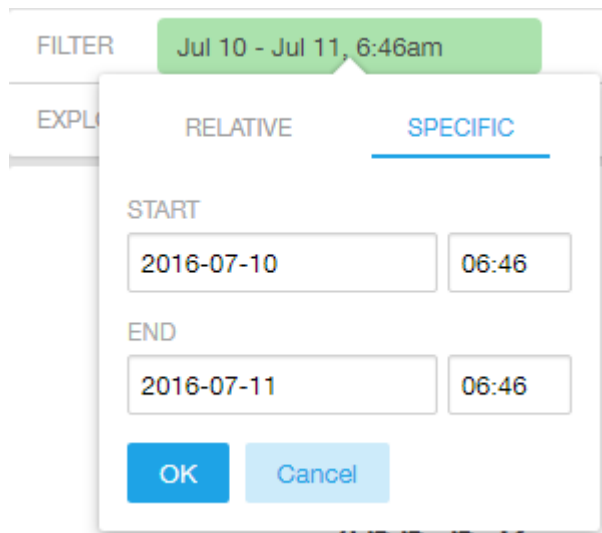 FILTER Jul 10 - Jul 11, 6:46am
EXPL
RELATIVE SPECIFIC
START
2016-07-10 06:46
END
2016-07-11 06:46
OK Cancel